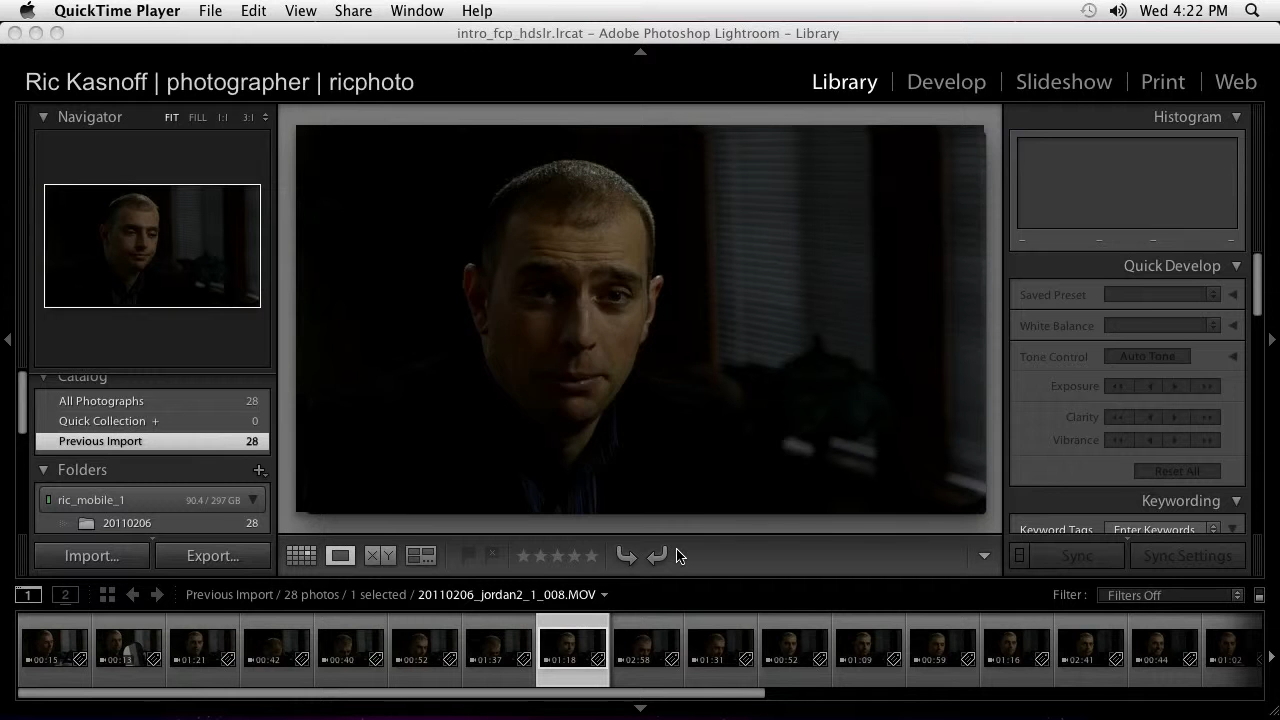 QuickTime Player File Edit View Share Window Help Wed 4:22 PM
intro_fcp_hdslr.lrcat – Adobe Photoshop Lightroom – Library
Ric Kasnoff | photographer | ricphoto
Library | Develop | Slideshow | Print | Web
Navigator FIT FILL 1:1 3:1
Histogram
Quick Develop
Saved Preset
White Balance
Tone Control Auto Tone
Exposure
Clarity
Vibrance
Reset All
Keywording
Keyword Tags Enter Keywords
Sync Sync Settings
Catalog
All Photographs 28
Quick Collection + 0
Previous Import 28
Folders
ric_mobile_1 90.4 / 297 GB
20110206 28
Import... Export...
X Y
1 2 Previous Import / 28 photos / 1 selected / 20110206_jordan2_1_008.MOV Filter : Filters Off
00:15 00:13 01:21 00:42 00:40 00:52 01:37 01:18 02:58 01:31 00:52 01:09 00:59 01:16 02:41 00:44 01:02